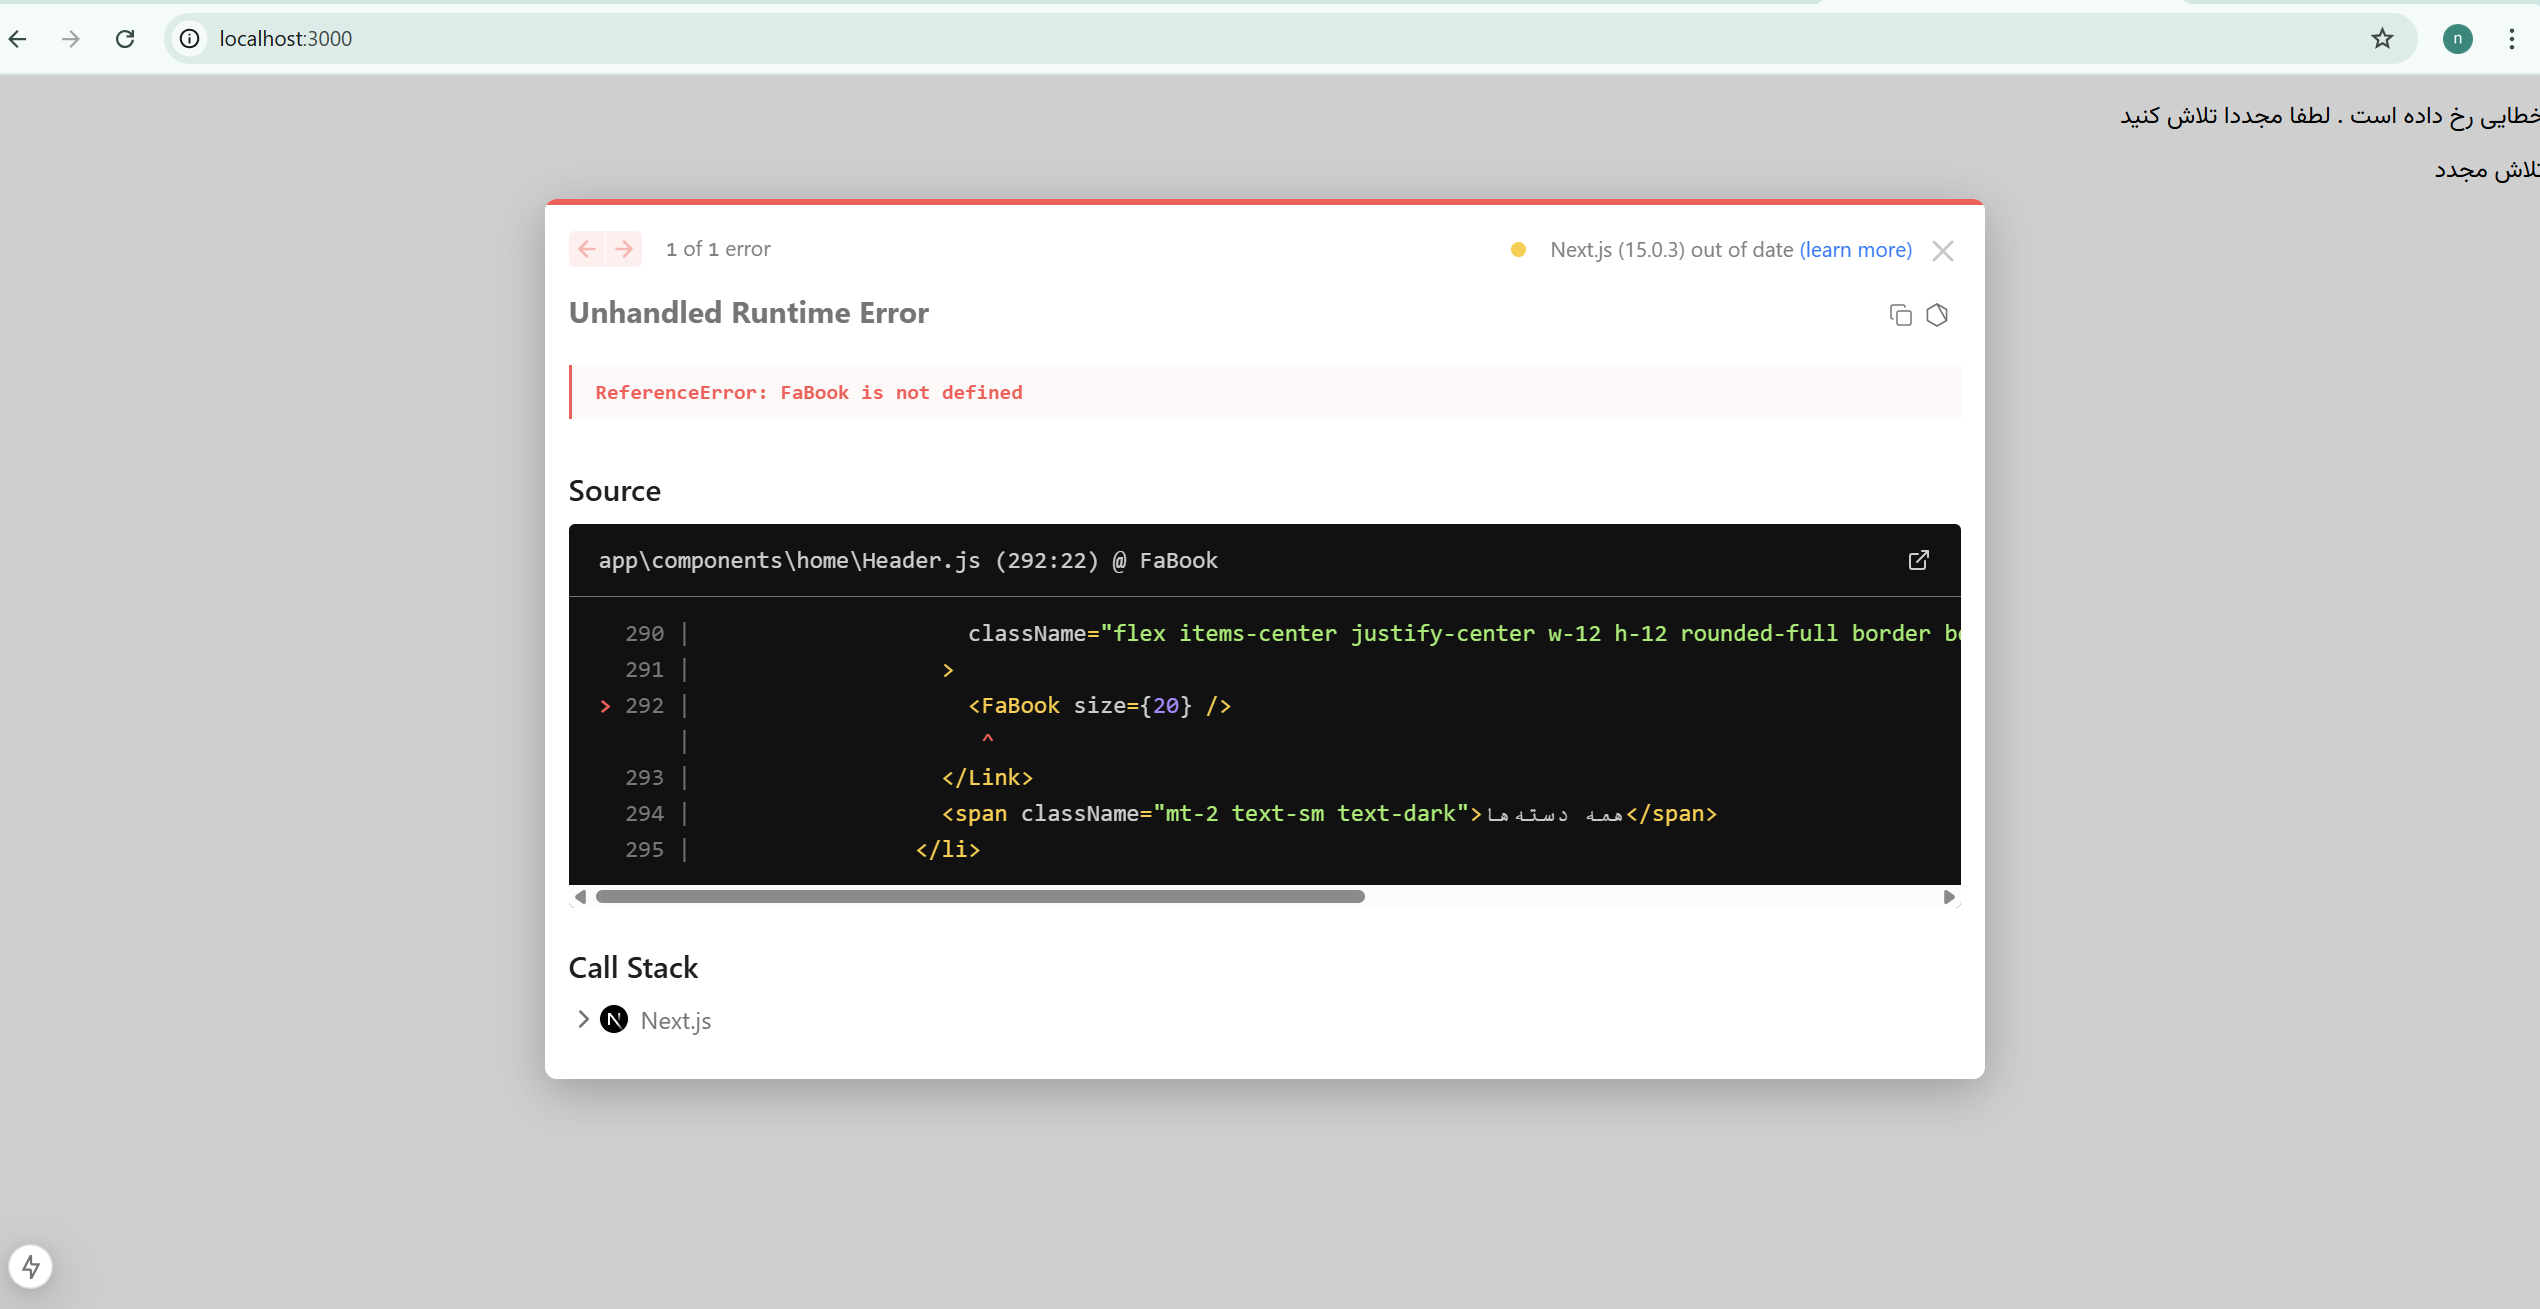 localhost:3000
n
خطایی رخ داده است . لطفا مجددا تلاش کنید
تلاش مجدد
1 of 1 error
Next.js (15.0.3) out of date (learn more)
Unhandled Runtime Error
ReferenceError: FaBook is not defined
Source
app\components\home\Header.js (292:22) @ FaBook
290 | className="flex items-center justify-center w-12 h-12 rounded-full border
291 | >
> 292 | <FaBook size={20} />
| ^
293 | </Link>
294 | <span className="mt-2 text-sm text-dark">همه دسته‌ها</span>
295 | </li>
Call Stack
N Next.js